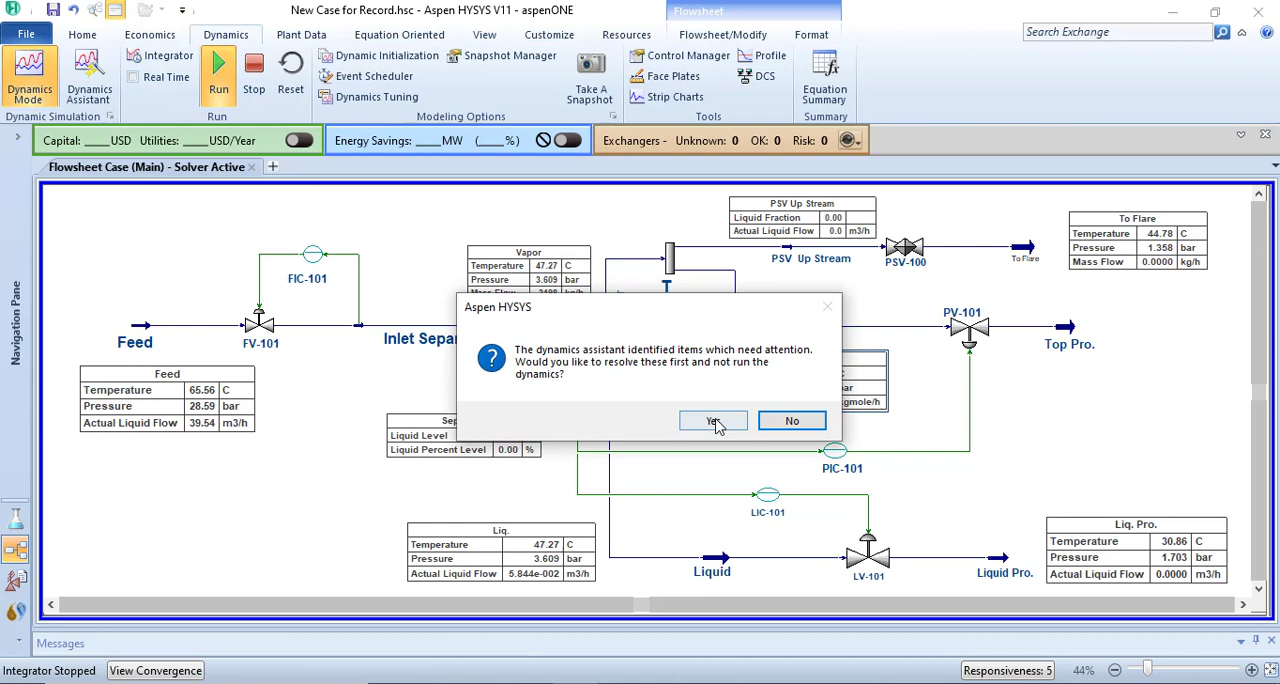 New Case for Record.hsc - Aspen HYSYS V11 - aspenONE
Flowsheet
File
Home
Economics
Dynamics
Plant Data
Equation Oriented
View
Customize
Resources
Flowsheet/Modify
Format
Search Exchange
Dynamics
Mode
Dynamics
Assistant
Dynamic Simulation
Integrator
Real Time
Run
Stop
Reset
Run
Dynamic Initialization
Event Scheduler
Dynamic Tuning
Snapshot Manager
Take A
Snapshot
Modeling Options
Control Manager
Profile
Face Plates
DCS
Strip Charts
Tools
Equation
Summary
Summary
Capital: ____ USD Utilities: ____ USD/Year
Energy Savings: ____ MW (____ %)
Exchangers - Unknown: 0 OK: 0 Risk: 0
Flowsheet Case (Main) - Solver Active
Navigation Pane
PSV Up Stream
Liquid Fraction 0.00
Actual Liquid Flow 0.0 m3/h
To Flare
Temperature 44.78 C
Pressure 1.358 bar
Mass Flow 0.0000 kg/h
Vapor
Temperature 47.27 C
Pressure 3.609 bar
PSV Up Stream
PSV-100
To Flare
FIC-101
Feed
FV-101
Inlet Separ
PV-101
Top Pro.
Feed
Temperature 65.56 C
Pressure 28.59 bar
Actual Liquid Flow 39.54 m3/h
Aspen HYSYS
The dynamics assistant identified items which need attention.
Would you like to resolve these first and not run the
dynamics?
Yes
No
C
bar
kgmole/h
Sep
Liquid Level
Liquid Percent Level 0.00 %
PIC-101
LIC-101
Liq.
Temperature 47.27 C
Pressure 3.609 bar
Actual Liquid Flow 5.844e-002 m3/h
Liquid
LV-101
Liquid Pro.
Liq. Pro.
Temperature 30.86 C
Pressure 1.703 bar
Actual Liquid Flow 0.0000 m3/h
Messages
Integrator Stopped
View Convergence
Responsiveness: 5
44%